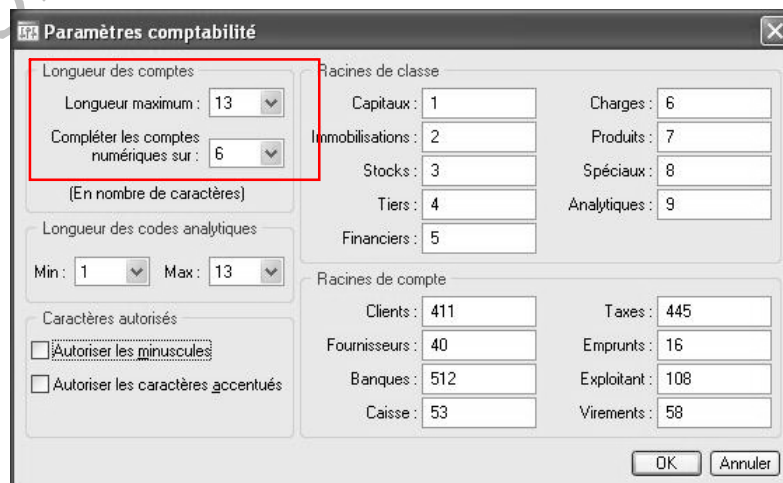 Paramètres comptabilité
Longueur des comptes
Longueur maximum : 13
Compléter les comptes
numériques sur : 6
(En nombre de caractères)
Longueur des codes analytiques
Min : 1 Max : 13
Caractères autorisés
Autoriser les minuscules
Autoriser les caractères accentués
Racines de classe
Capitaux : 1 Charges : 6
Immobilisations : 2 Produits : 7
Stocks : 3 Spéciaux : 8
Tiers : 4 Analytiques : 9
Financiers : 5
Racines de compte
Clients : 411 Taxes : 445
Fournisseurs : 40 Emprunts : 16
Banques : 512 Exploitant : 108
Caisse : 53 Virements : 58
OK Annuler